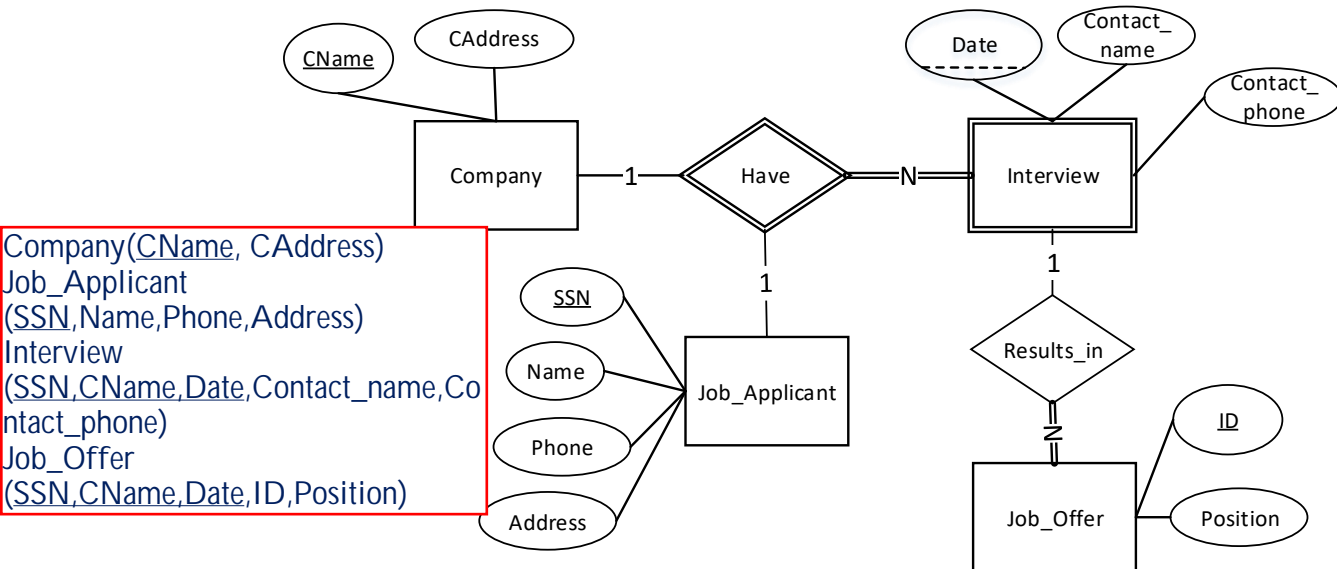 CName
CAddress
Date
Contact_
name
Contact_
phone
Company
1
Have
N
Interview
Company(CName, CAddress)
Job_Applicant
(SSN,Name,Phone,Address)
Interview
(SSN,CName,Date,Contact_name,Co
ntact_phone)
Job_Offer
(SSN,CName,Date,ID,Position)
1
1
SSN
Name
Phone
Address
Job_Applicant
Results_in
N
ID
Job_Offer
Position